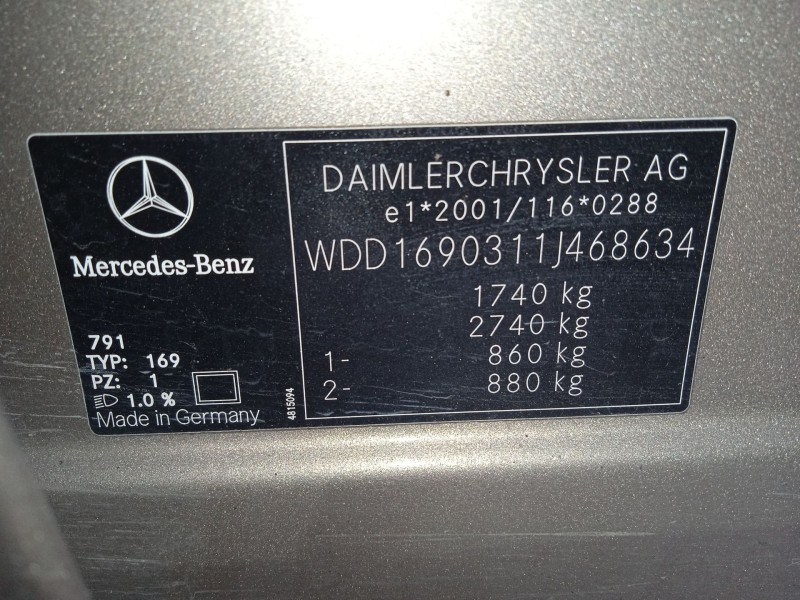 Mercedes-Benz
791
TYP: 169
PZ: 1
1.0 %
Made in Germany
4815094
DAIMLERCHRYSLER AG
e1*2001/116*0288
WDD1690311J468634
1740 kg
2740 kg
1- 860 kg
2- 880 kg